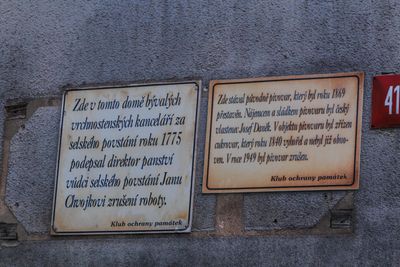 Zde v tomto domě bývalých
vrchnostenských kanceláří za
selského povstání roku 1775
podepsal direktor panství
vůdci selského povstání Janu
Chvojkovi zrušení roboty.
Klub ochrany památek
Zde stával původně pivovar, který byl roku 1869
přestavěn. Nájemcem a sládkem pivovaru byl český
vlastenec Josef Daněk. V objektu pivovaru byl zřízen
cukrovar, který roku 1840 vyhořel a nebyl již obno-
ven. V roce 1949 byl pivovar zrušen.
Klub ochrany památek
41